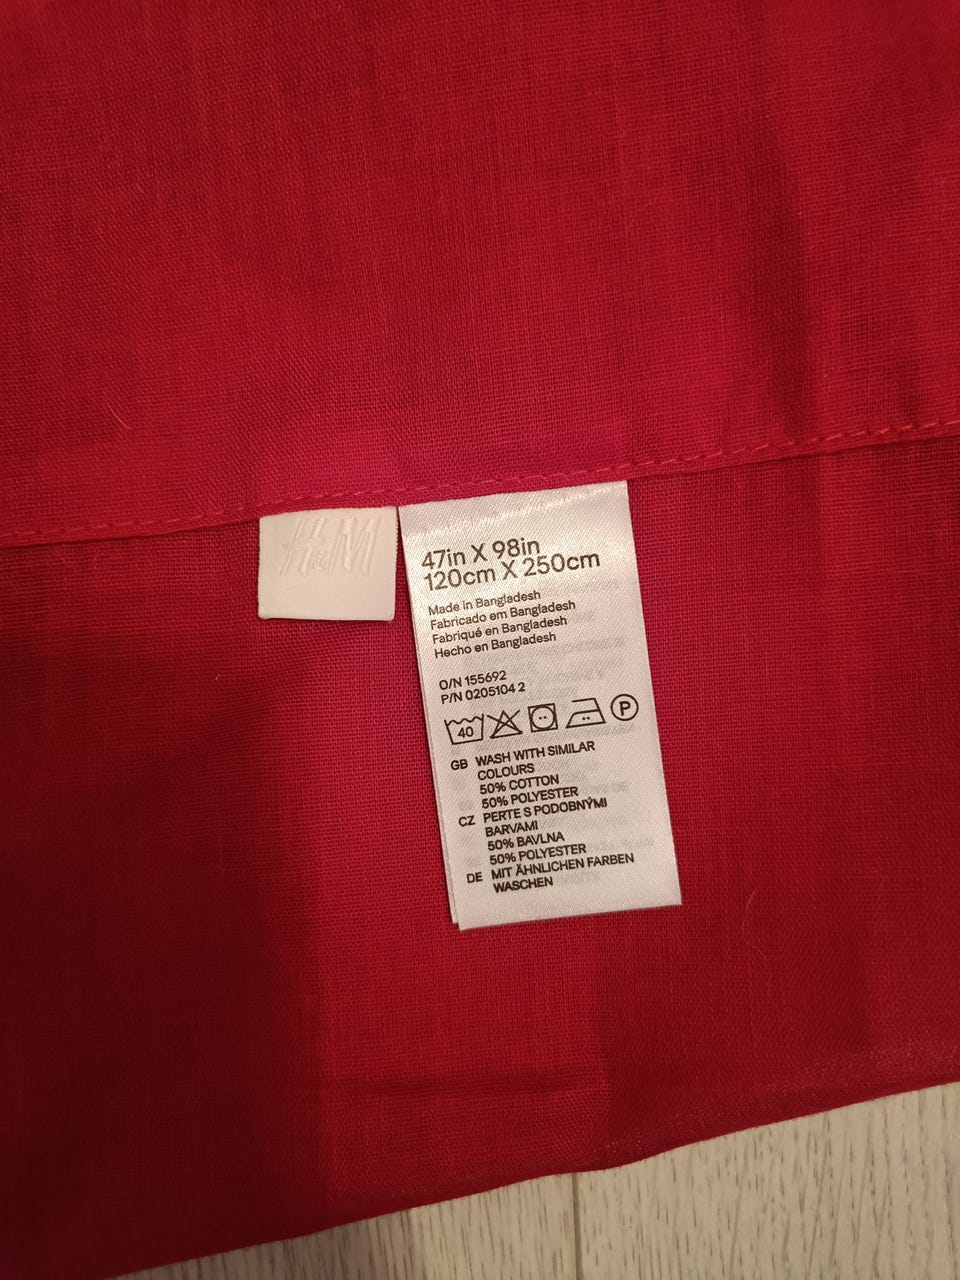 H&M
47in X 98in
120cm X 250cm
Made in Bangladesh
Fabricado em Bangladesh
Fabriqué en Bangladesh
Hecho en Bangladesh
O/N 155692
P/N 0205104 2
40 P
GB WASH WITH SIMILAR
COLOURS
50% COTTON
50% POLYESTER
CZ PERTE S PODOBNÝMI
BARVAMI
50% BAVLNA
50% POLYESTER
DE MIT ÄHNLICHEN FARBEN
WASCHEN